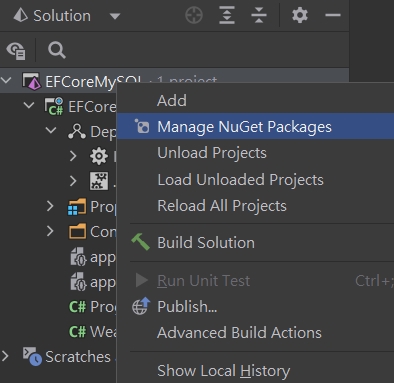 Solution
EFCoreMySQL · 1 project
Add
EFCore
Manage NuGet Packages
Dep
Unload Projects
Load Unloaded Projects
Reload All Projects
Prop
Con
Build Solution
app
app
Run Unit Test Ctrl+;
C# Prog
Publish...
C# Wea
Advanced Build Actions
Scratches
Show Local History